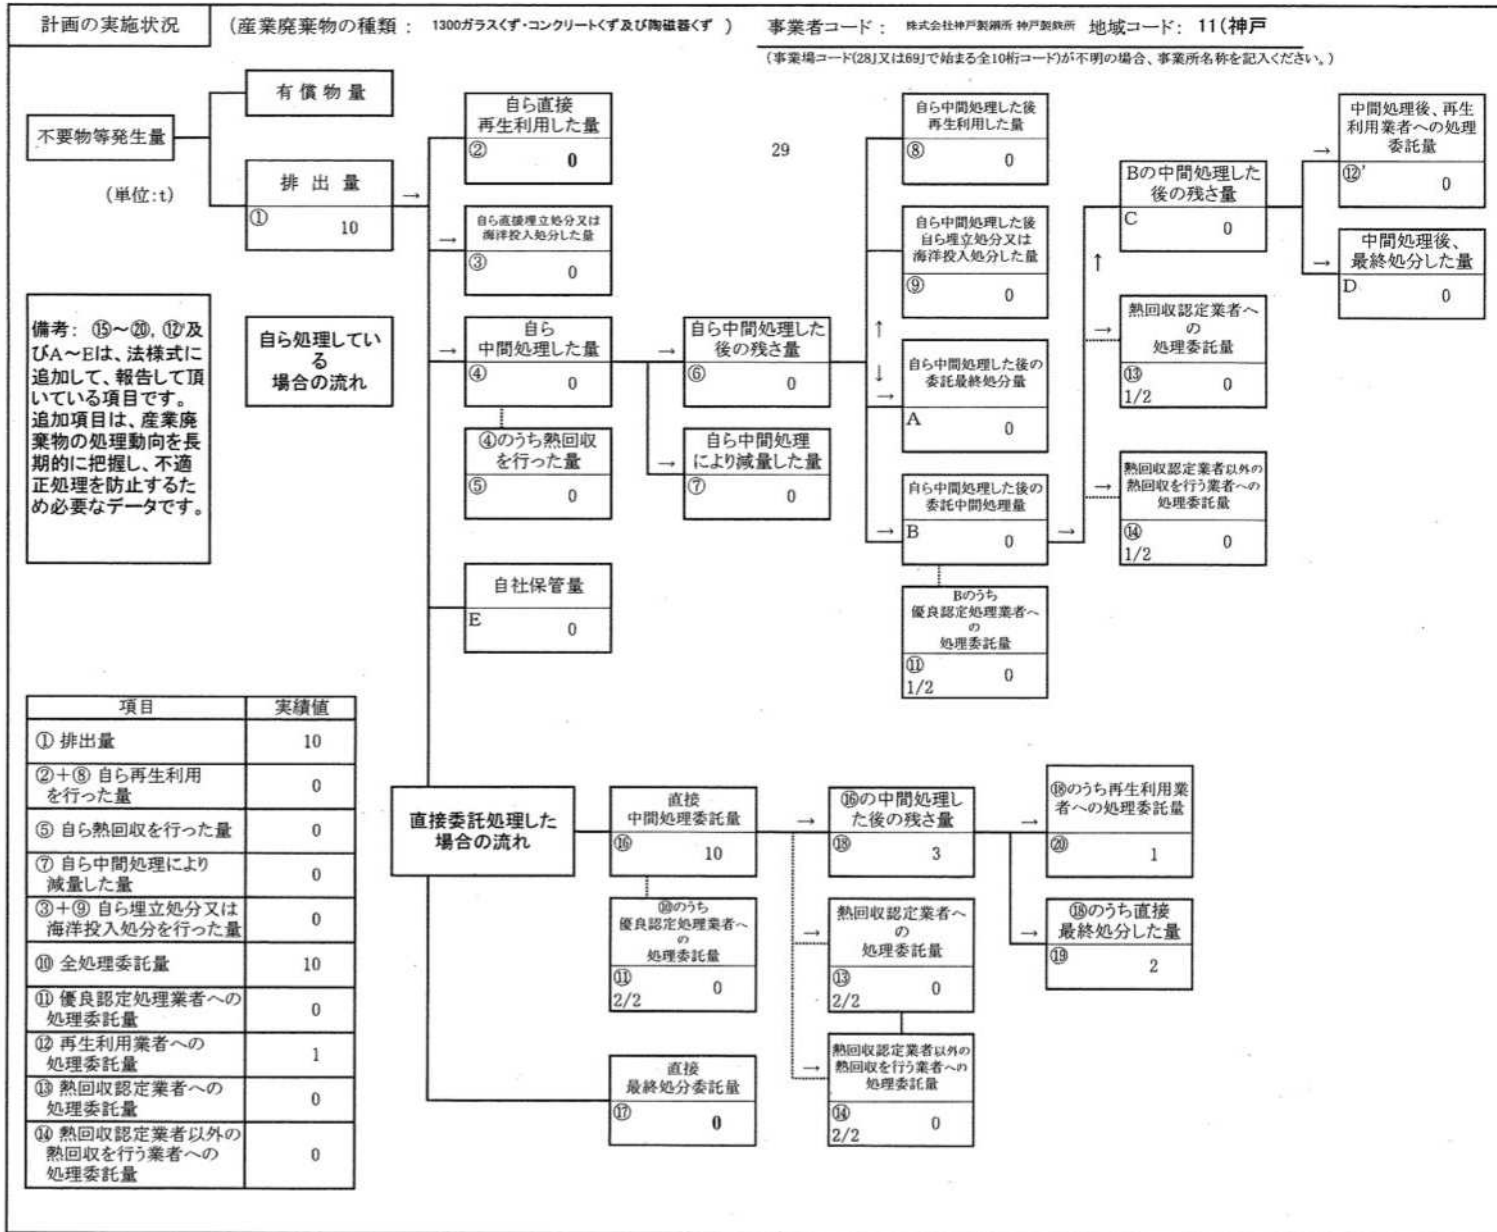 計画の実施状況
(産業廃棄物の種類： 1300ガラスくず・コンクリートくず及び陶磁器くず )
事業者コード： 株式会社神戸製鋼所 神戸製鉄所 地域コード： 11(神戸
(事業場コード(28｣又は69｣で始まる全10桁コード)が不明の場合、事業所名称を記入ください。)
不要物等発生量
(単位:t)
有償物量
排出量
① 10
→
自ら直接
再生利用した量
② 0
→
自ら直接埋立処分又は
海洋投入処分した量
③ 0
29
備考： ⑮～⑳, ⑫'及
びA～Eは、法様式に
追加して、報告して頂
いている項目です。
追加項目は、産業廃
棄物の処理動向を長
期的に把握し、不適
正処理を防止するた
め必要なデータです。
自ら処理してい
る
場合の流れ
→
自ら
中間処理した量
④ 0
④のうち熱回収
を行った量
⑤ 0
→
自ら中間処理した
後の残さ量
⑥ 0
→
自ら中間処理
により減量した量
⑦ 0
自社保管量
E 0
自ら中間処理した後
再生利用した量
⑧ 0
自ら中間処理した後
自ら埋立処分又は
海洋投入処分した量
⑨ 0
↑
↓
→
自ら中間処理した後の
委託最終処分量
A 0
→
自ら中間処理した後の
委託中間処理量
B 0
→
Bのうち
優良認定処理業者へ
の
処理委託量
⑪
1/2 0
↑
Bの中間処理した
後の残さ量
C 0
→
熱回収認定業者へ
の
処理委託量
⑬
1/2 0
→
熱回収認定業者以外の
熱回収を行う業者への
処理委託量
⑭
1/2 0
→
中間処理後、再生
利用業者への処理
委託量
⑫' 0
→
中間処理後、
最終処分した量
D 0
項目 実績値
① 排出量 10
②＋⑧ 自ら再生利用
を行った量 0
⑤ 自ら熱回収を行った量 0
⑦ 自ら中間処理により
減量した量 0
③＋⑨ 自ら埋立処分又は
海洋投入処分を行った量 0
⑩ 全処理委託量 10
⑪ 優良認定処理業者への
処理委託量 0
⑫ 再生利用業者への
処理委託量 1
⑬ 熱回収認定業者への
処理委託量 0
⑭ 熱回収認定業者以外の
熱回収を行う業者への
処理委託量 0
直接委託処理した
場合の流れ
直接
中間処理委託量
⑯ 10
⑩のうち
優良認定処理業者へ
の
処理委託量
⑪
2/2 0
直接
最終処分委託量
⑰ 0
→
⑯の中間処理し
た後の残さ量
⑱ 3
→
熱回収認定業者へ
の
処理委託量
⑬
2/2 0
→
熱回収認定業者以外の
熱回収を行う業者への
処理委託量
⑭
2/2 0
→
⑱のうち再生利用業
者への処理委託量
⑳ 1
→
⑱のうち直接
最終処分した量
⑲ 2